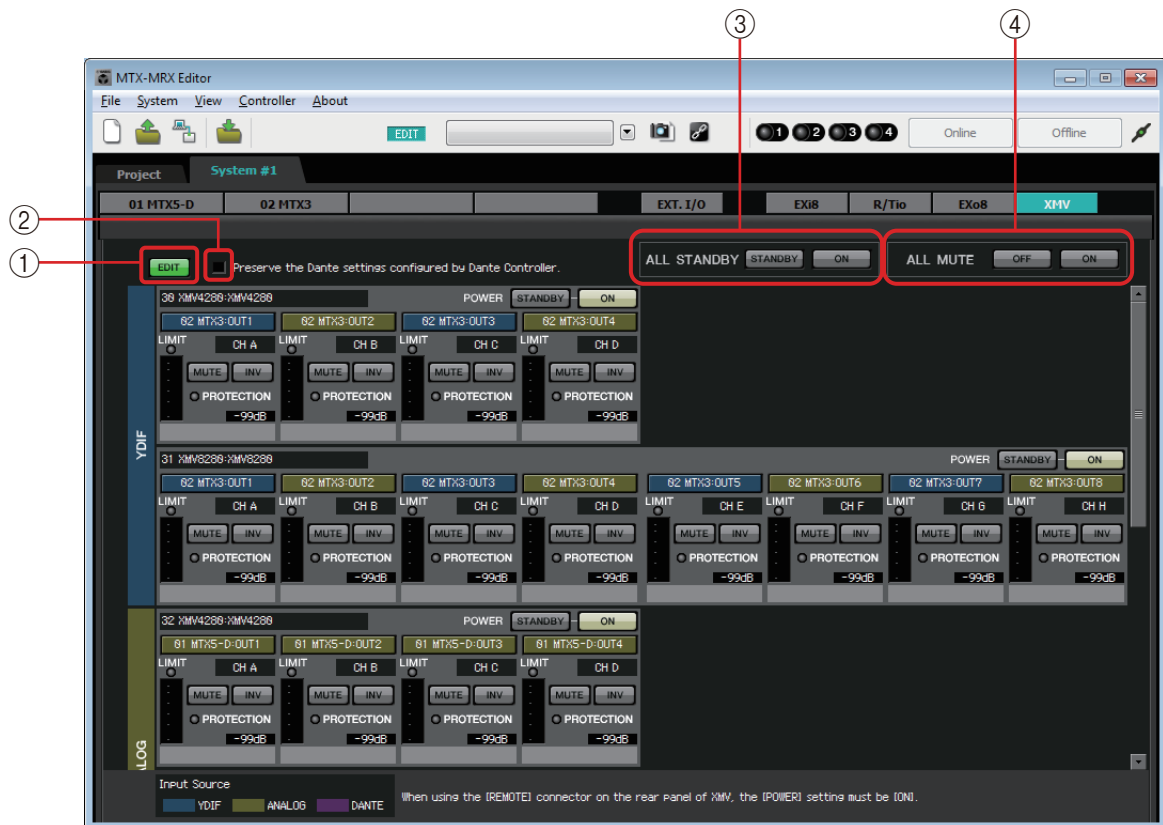 ③ ④
MTX-MRX Editor
File System View Controller About
EDIT 1 2 3 4 Online Offline
Project System #1
01 MTX5-D 02 MTX3 EXT. I/O EXi8 R/Tio EXo8 XMV
②
①
EDIT Preserve the Dante settings configured by Dante Controller. ALL STANDBY STANDBY ON ALL MUTE OFF ON
YDIF
30 XMV4280:XMV4280 POWER STANDBY ON
02 MTX3:OUT1 02 MTX3:OUT2 02 MTX3:OUT3 02 MTX3:OUT4
LIMIT CH A LIMIT CH B LIMIT CH C LIMIT CH D
MUTE INV MUTE INV MUTE INV MUTE INV
PROTECTION PROTECTION PROTECTION PROTECTION
-99dB -99dB -99dB -99dB
31 XMV8280:XMV8280 POWER STANDBY ON
02 MTX3:OUT1 02 MTX3:OUT2 02 MTX3:OUT3 02 MTX3:OUT4 02 MTX3:OUT5 02 MTX3:OUT6 02 MTX3:OUT7 02 MTX3:OUT8
LIMIT CH A LIMIT CH B LIMIT CH C LIMIT CH D LIMIT CH E LIMIT CH F LIMIT CH G LIMIT CH H
MUTE INV MUTE INV MUTE INV MUTE INV MUTE INV MUTE INV MUTE INV MUTE INV
PROTECTION PROTECTION PROTECTION PROTECTION PROTECTION PROTECTION PROTECTION PROTECTION
-99dB -99dB -99dB -99dB -99dB -99dB -99dB -99dB
ALOG
32 XMV4280:XMV4280 POWER STANDBY ON
01 MTX5-D:OUT1 01 MTX5-D:OUT2 01 MTX5-D:OUT3 01 MTX5-D:OUT4
LIMIT CH A LIMIT CH B LIMIT CH C LIMIT CH D
MUTE INV MUTE INV MUTE INV MUTE INV
PROTECTION PROTECTION PROTECTION PROTECTION
-99dB -99dB -99dB -99dB
Input Source
YDIF ANALOG DANTE When using the [REMOTE] connector on the rear panel of XMV, the [POWER] setting must be [ON].